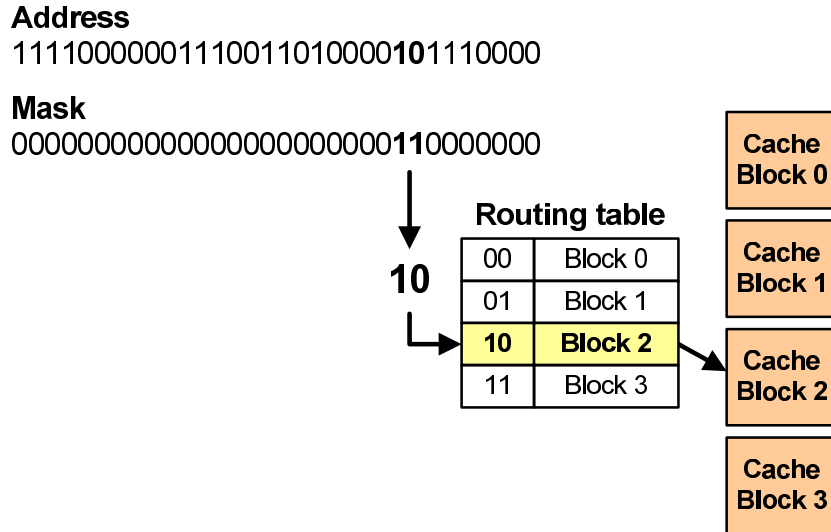 Address
11110000001110011010000101110000
Mask
00000000000000000000000110000000
Routing table
10
00 Block 0
01 Block 1
10 Block 2
11 Block 3
Cache
Block 0
Cache
Block 1
Cache
Block 2
Cache
Block 3